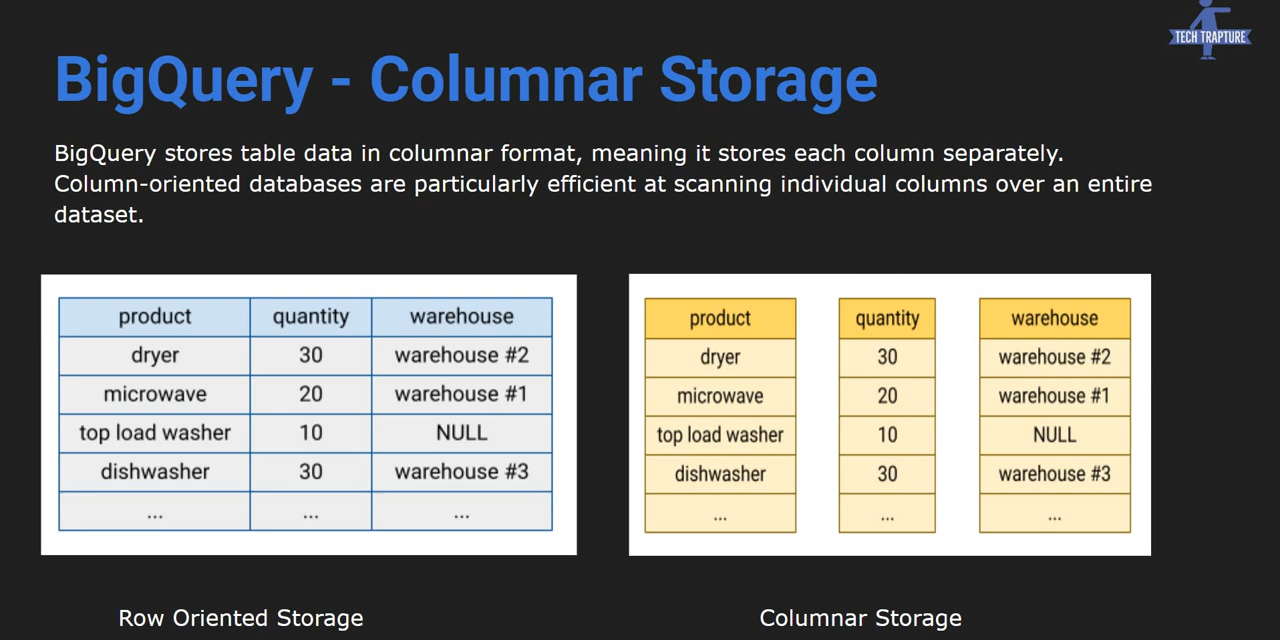 TECH TRAPTURE
BigQuery - Columnar Storage
BigQuery stores table data in columnar format, meaning it stores each column separately.
Column-oriented databases are particularly efficient at scanning individual columns over an entire
dataset.
product quantity warehouse
dryer 30 warehouse #2
microwave 20 warehouse #1
top load washer 10 NULL
dishwasher 30 warehouse #3
... ... ...
product quantity warehouse
dryer 30 warehouse #2
microwave 20 warehouse #1
top load washer 10 NULL
dishwasher 30 warehouse #3
... ... ...
Row Oriented Storage
Columnar Storage